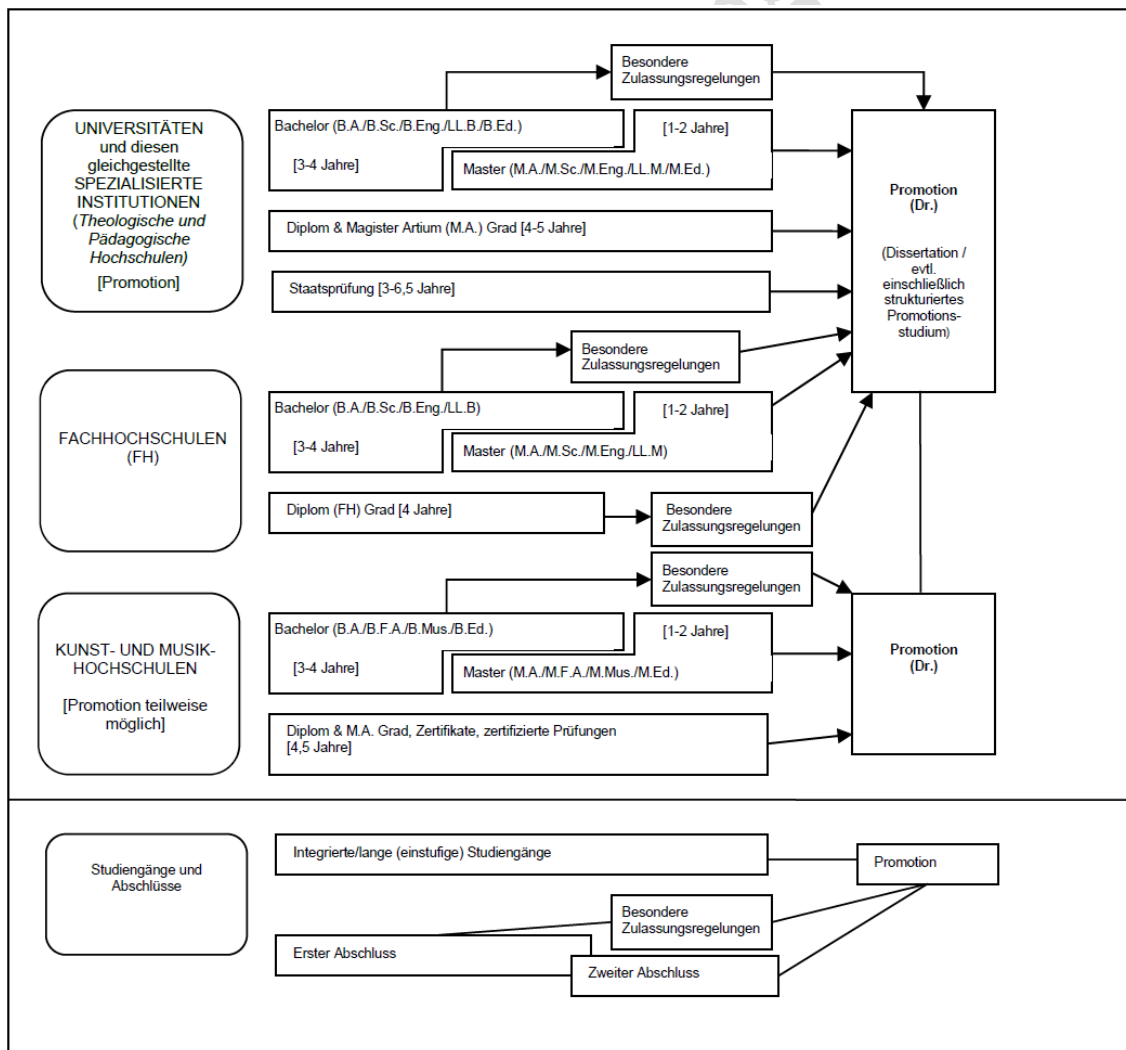 Besondere
Zulassungsregelungen
UNIVERSITÄTEN
und diesen
gleichgestellte
SPEZIALISIERTE
INSTITUTIONEN
(Theologische und
Pädagogische
Hochschulen)
[Promotion]
Bachelor (B.A./B.Sc./B.Eng./LL.B./B.Ed.)
[3-4 Jahre]
[1-2 Jahre]
Master (M.A./M.Sc./M.Eng./LL.M./M.Ed.)
Diplom & Magister Artium (M.A.) Grad [4-5 Jahre]
Staatsprüfung [3-6,5 Jahre]
Promotion
(Dr.)
(Dissertation /
evtl.
einschließlich
strukturiertes
Promotions-
studium)
FACHHOCHSCHULEN
(FH)
Besondere
Zulassungsregelungen
Bachelor (B.A./B.Sc./B.Eng./LL.B)
[3-4 Jahre]
[1-2 Jahre]
Master (M.A./M.Sc./M.Eng./LL.M)
Diplom (FH) Grad [4 Jahre]
Besondere
Zulassungsregelungen
KUNST- UND MUSIK-
HOCHSCHULEN
[Promotion teilweise
möglich]
Besondere
Zulassungsregelungen
Bachelor (B.A./B.F.A./B.Mus./B.Ed.)
[3-4 Jahre]
[1-2 Jahre]
Master (M.A./M.F.A./M.Mus./M.Ed.)
Diplom & M.A. Grad, Zertifikate, zertifizierte Prüfungen
[4,5 Jahre]
Promotion
(Dr.)
Studiengänge und
Abschlüsse
Integrierte/lange (einstufige) Studiengänge
Promotion
Besondere
Zulassungsregelungen
Erster Abschluss
Zweiter Abschluss